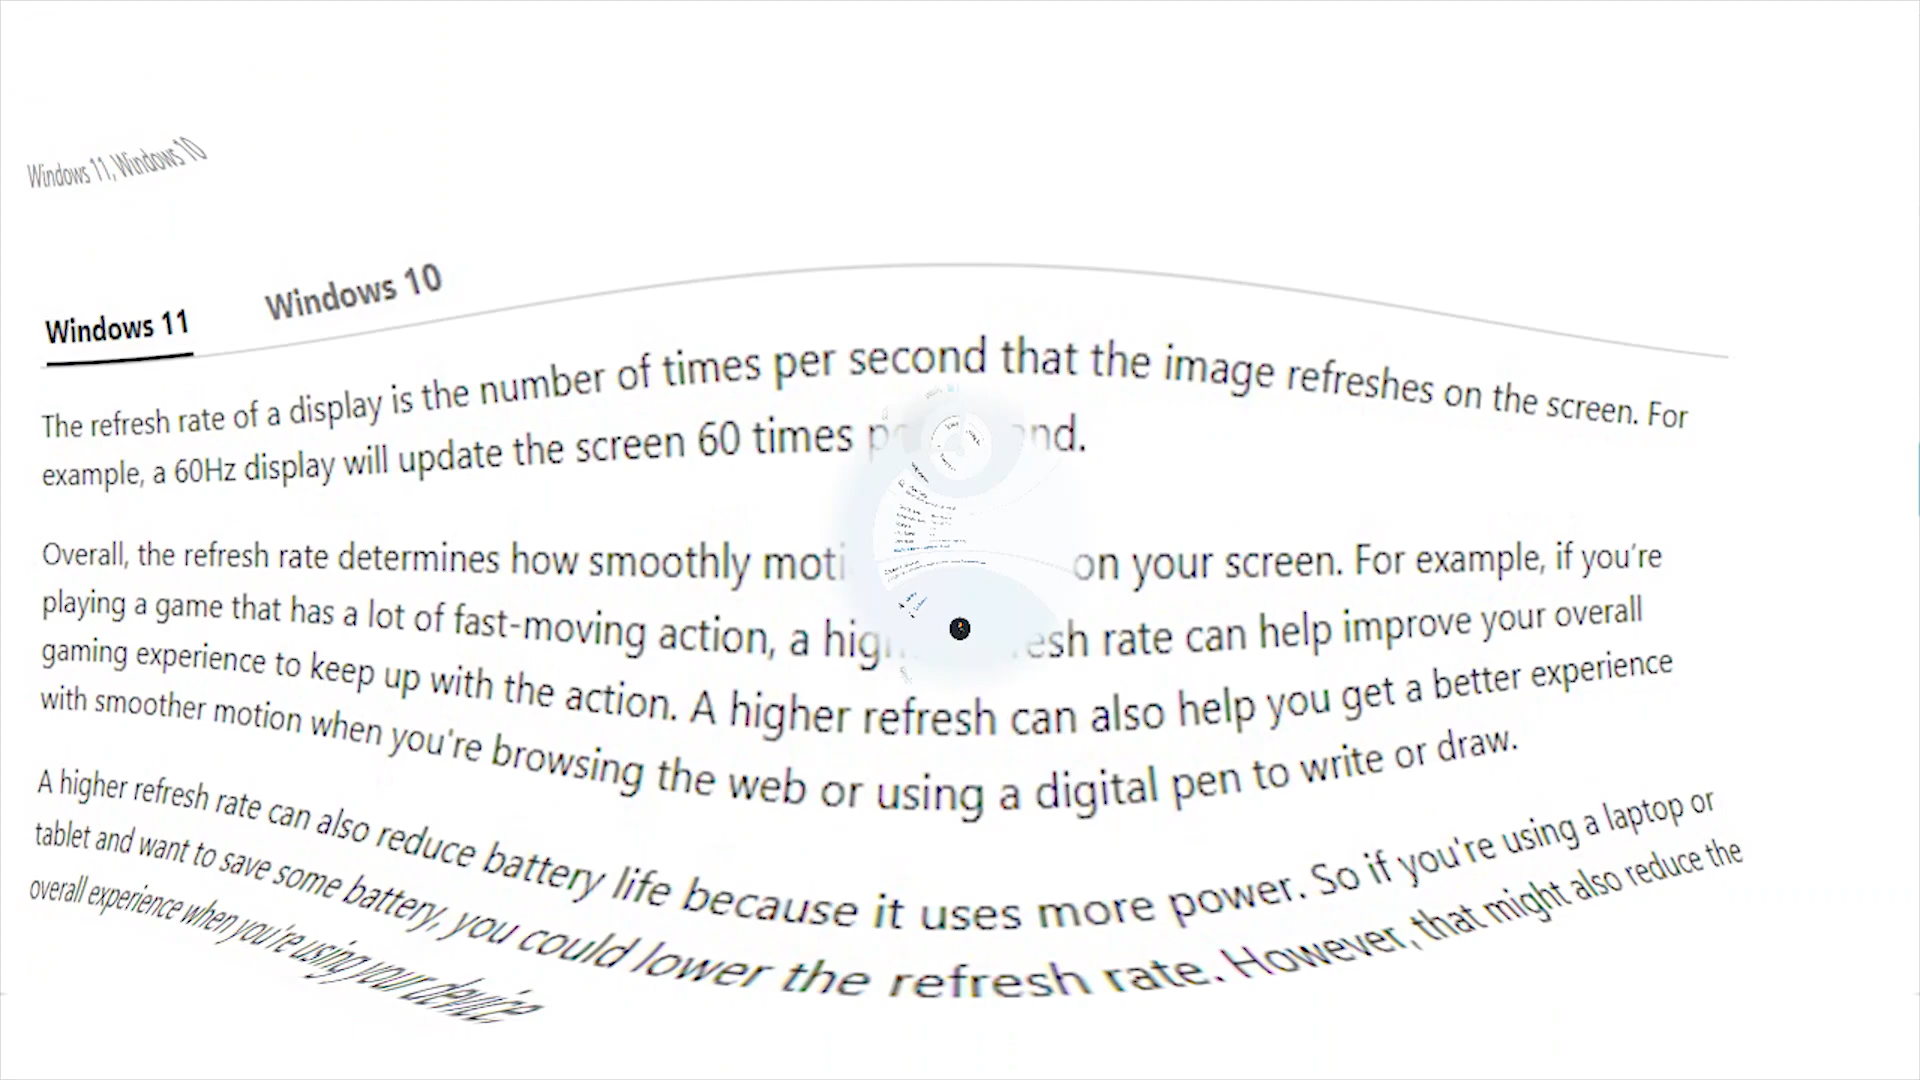 Windows 11, Windows 10
Windows 11 Windows 10
The refresh rate of a display is the number of times per second that the image refreshes on the screen. For
example, a 60Hz display will update the screen 60 times p nd.
Overall, the refresh rate determines how smoothly moti on your screen. For example, if you’re
playing a game that has a lot of fast-moving action, a hig esh rate can help improve your overall
gaming experience to keep up with the action. A higher refresh can also help you get a better experience
with smoother motion when you're browsing the web or using a digital pen to write or draw.
A higher refresh rate can also reduce battery life because it uses more power. So if you're using a laptop or
tablet and want to save some battery, you could lower the refresh rate. However, that might also reduce the
overall experience when you're using your device